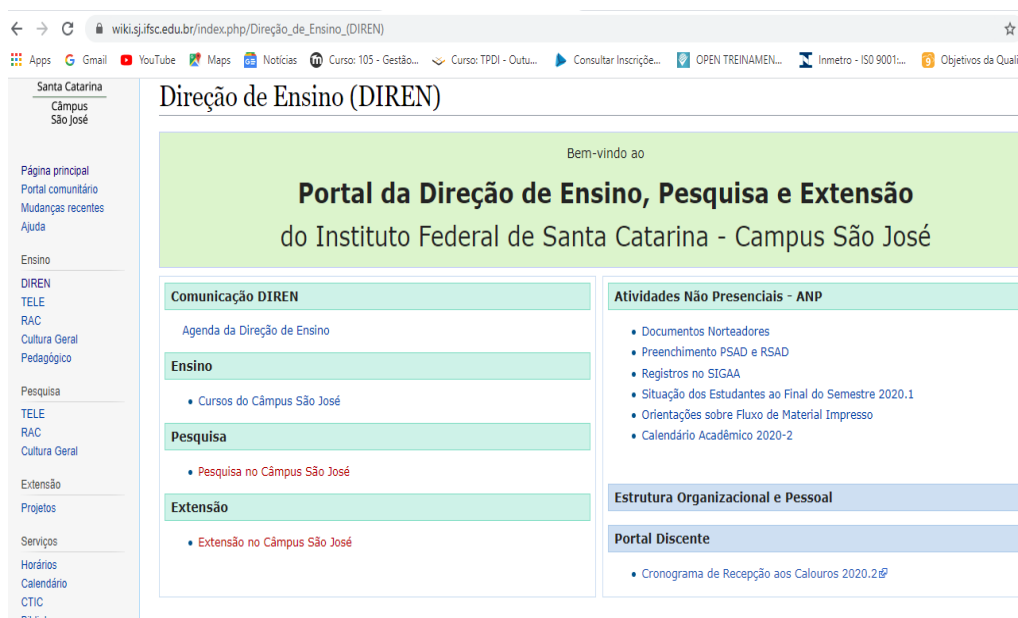 wiki.sj.ifsc.edu.br/index.php/Direção_de_Ensino_(DIREN)
Apps Gmail YouTube Maps Notícias Curso: 105 - Gestão... Curso: TPDI - Outu... Consultar Inscriçõe... OPEN TREINAMEN... Inmetro - IS0 9001:... Objetivos da Quali
Santa Catarina
Câmpus
São José
Página principal
Portal comunitário
Mudanças recentes
Ajuda
Ensino
DIREN
TELE
RAC
Cultura Geral
Pedagógico
Pesquisa
TELE
RAC
Cultura Geral
Extensão
Projetos
Serviços
Horários
Calendário
CTIC
Direção de Ensino (DIREN)
Bem-vindo ao
Portal da Direção de Ensino, Pesquisa e Extensão
do Instituto Federal de Santa Catarina - Campus São José
Comunicação DIREN
Agenda da Direção de Ensino
Ensino
• Cursos do Câmpus São José
Pesquisa
• Pesquisa no Câmpus São José
Extensão
• Extensão no Câmpus São José
Atividades Não Presenciais - ANP
• Documentos Norteadores
• Preenchimento PSAD e RSAD
• Registros no SIGAA
• Situação dos Estudantes ao Final do Semestre 2020.1
• Orientações sobre Fluxo de Material Impresso
• Calendário Acadêmico 2020-2
Estrutura Organizacional e Pessoal
Portal Discente
• Cronograma de Recepção aos Calouros 2020.2